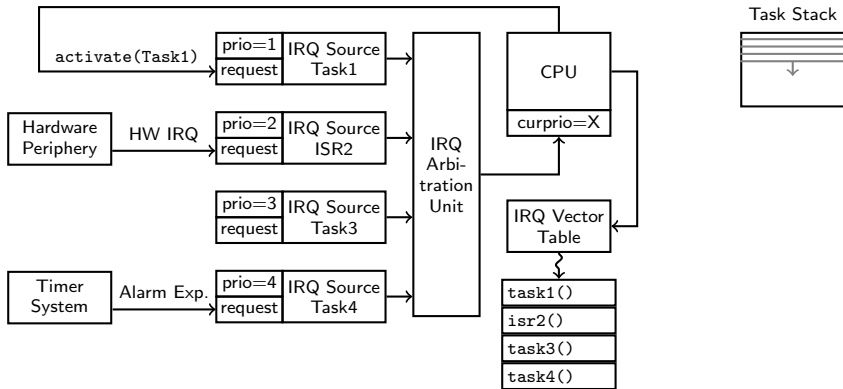 activate(Task1)
prio=1
request
IRQ Source
Task1
Hardware
Periphery
HW IRQ
prio=2
request
IRQ Source
ISR2
prio=3
request
IRQ Source
Task3
Timer
System
Alarm Exp.
prio=4
request
IRQ Source
Task4
IRQ
Arbi-
tration
Unit
CPU
curprio=X
IRQ Vector
Table
task1()
isr2()
task3()
task4()
Task Stack